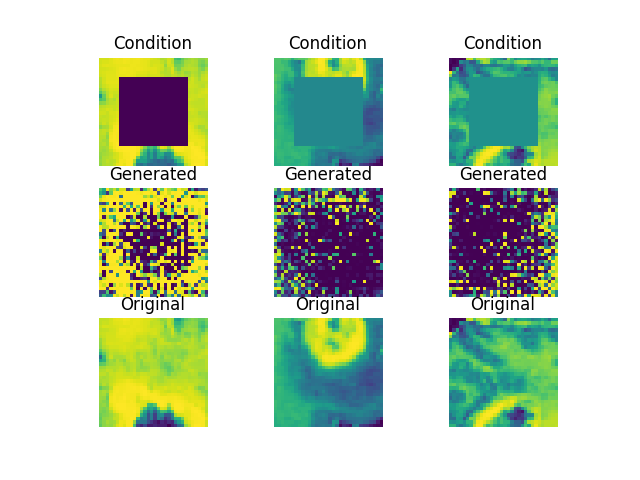 Condition Condition Condition
Generated Generated Generated
Original Original Original